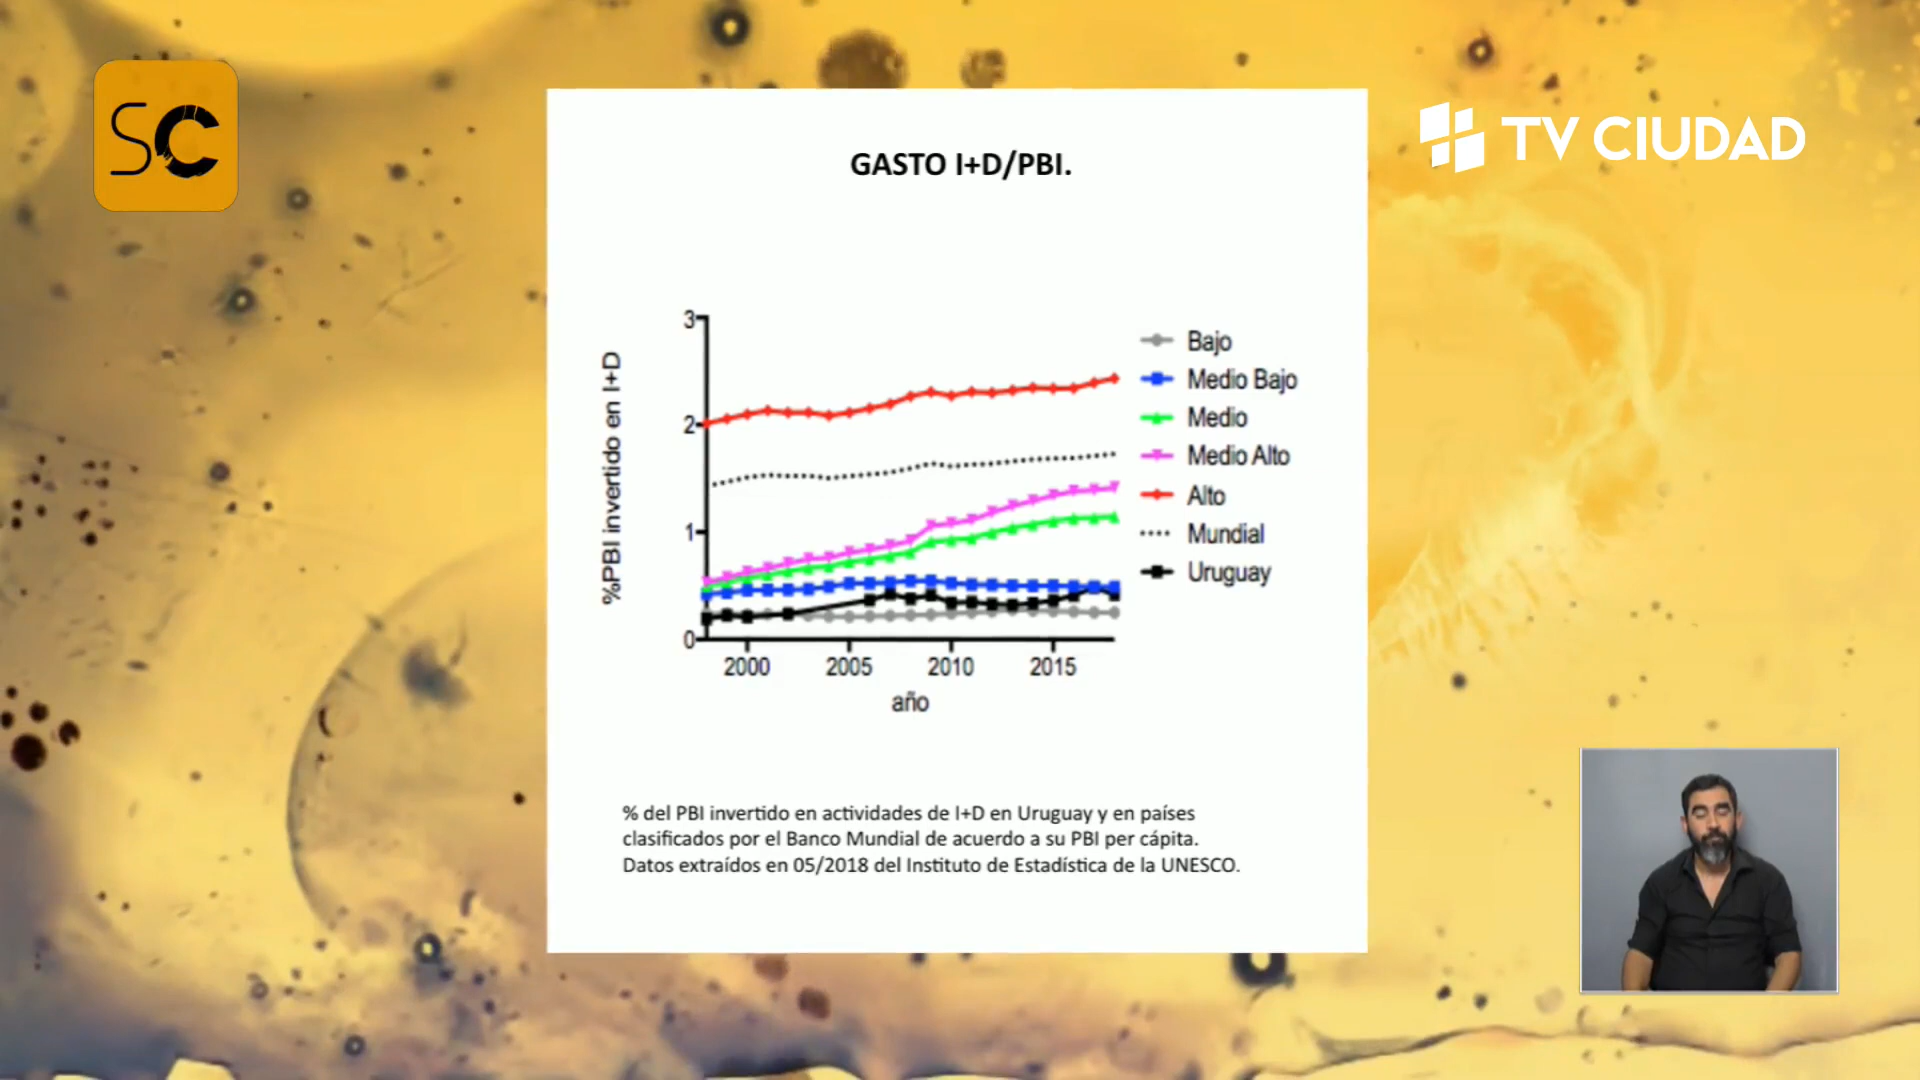 SC
TV CIUDAD
GASTO I+D/PBI.
%PBI invertido en I+D
3
2
1
0
2000 2005 2010 2015
año
Bajo
Medio Bajo
Medio
Medio Alto
Alto
Mundial
Uruguay
% del PBI invertido en actividades de I+D en Uruguay y en países
clasificados por el Banco Mundial de acuerdo a su PBI per cápita.
Datos extraídos en 05/2018 del Instituto de Estadística de la UNESCO.